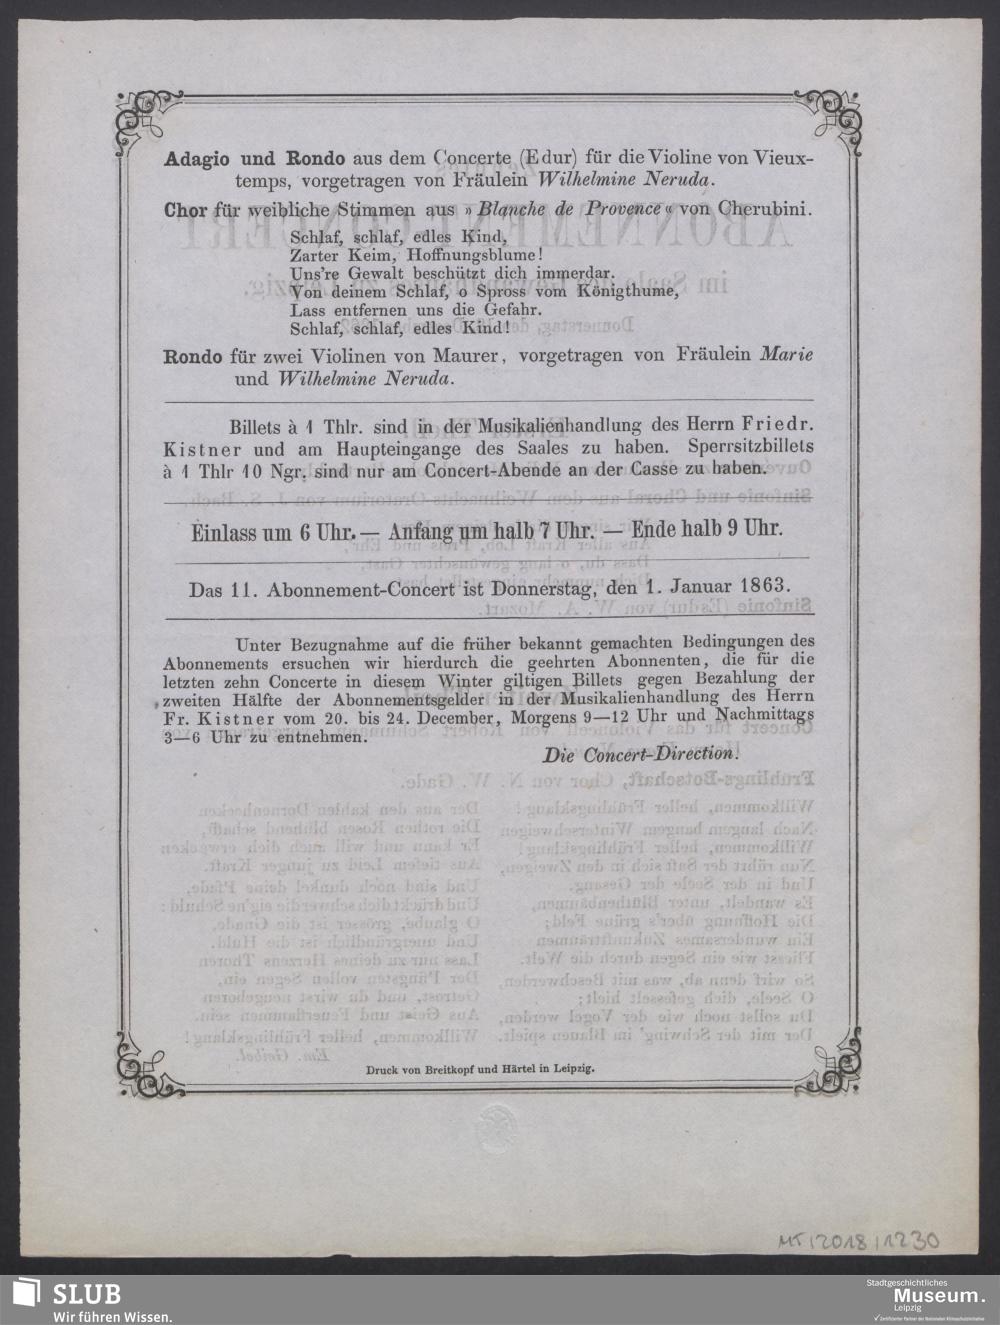 Adagio und Rondo aus dem Concerte (E dur) für die Violine von Vieux-
temps, vorgetragen von Fräulein Wilhelmine Neruda.
Chor für weibliche Stimmen aus »Blanche de Provence« von Cherubini.
Schlaf, schlaf, edles Kind,
Zarter Keim, Hoffnungsblume!
Uns're Gewalt beschützt dich immerdar.
Von deinem Schlaf, o Spross vom Königthume,
Lass entfernen uns die Gefahr.
Schlaf, schlaf, edles Kind!
Rondo für zwei Violinen von Maurer, vorgetragen von Fräulein Marie
und Wilhelmine Neruda.
Billets à 1 Thlr. sind in der Musikalienhandlung des Herrn Friedr.
Kistner und am Haupteingange des Saales zu haben. Sperrsitzbillets
à 1 Thlr 10 Ngr. sind nur am Concert-Abende an der Casse zu haben.
Einlass um 6 Uhr. — Anfang um halb 7 Uhr. — Ende halb 9 Uhr.
Das 11. Abonnement-Concert ist Donnerstag, den 1. Januar 1863.
Unter Bezugnahme auf die früher bekannt gemachten Bedingungen des
Abonnements ersuchen wir hierdurch die geehrten Abonnenten, die für die
letzten zehn Concerte in diesem Winter giltigen Billets gegen Bezahlung der
zweiten Hälfte der Abonnementsgelder in der Musikalienhandlung des Herrn
Fr. Kistner vom 20. bis 24. December, Morgens 9—12 Uhr und Nachmittags
3—6 Uhr zu entnehmen.
Die Concert-Direction.
Druck von Breitkopf und Härtel in Leipzig.
MT/2018/1230
SLUB
Wir führen Wissen.
Stadtgeschichtliches
Museum.
Leipzig
Zertifizierter Partner der Nationalen Klimaschutzinitiative